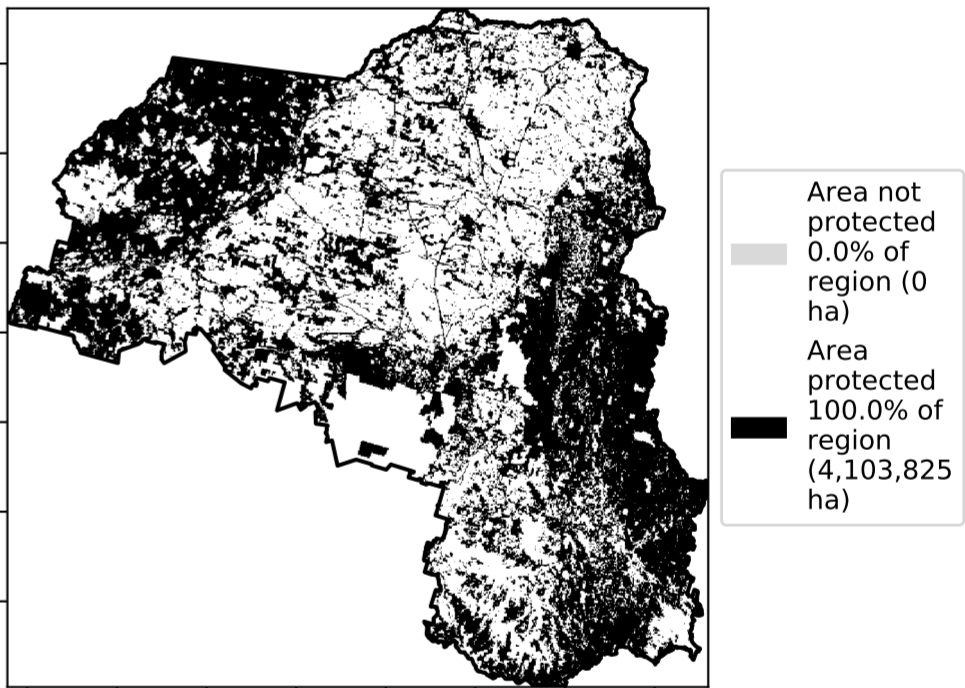 Area not
protected
0.0% of
region (0
ha)
Area
protected
100.0% of
region
(4,103,825
ha)